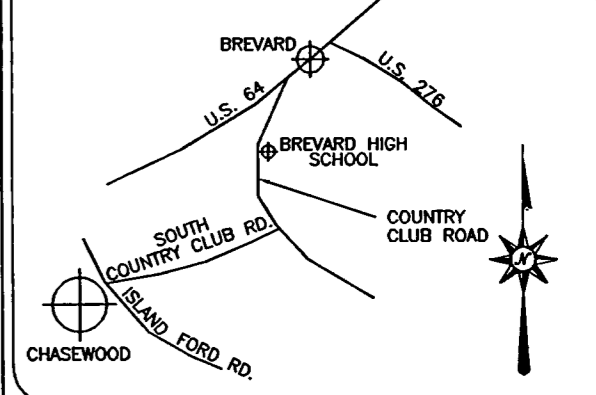 BREVARD
U.S. 276
U.S. 64
BREVARD HIGH
SCHOOL
COUNTRY
CLUB ROAD
SOUTH
COUNTRY CLUB RD.
N
ISLAND FORD RD.
CHASEWOOD